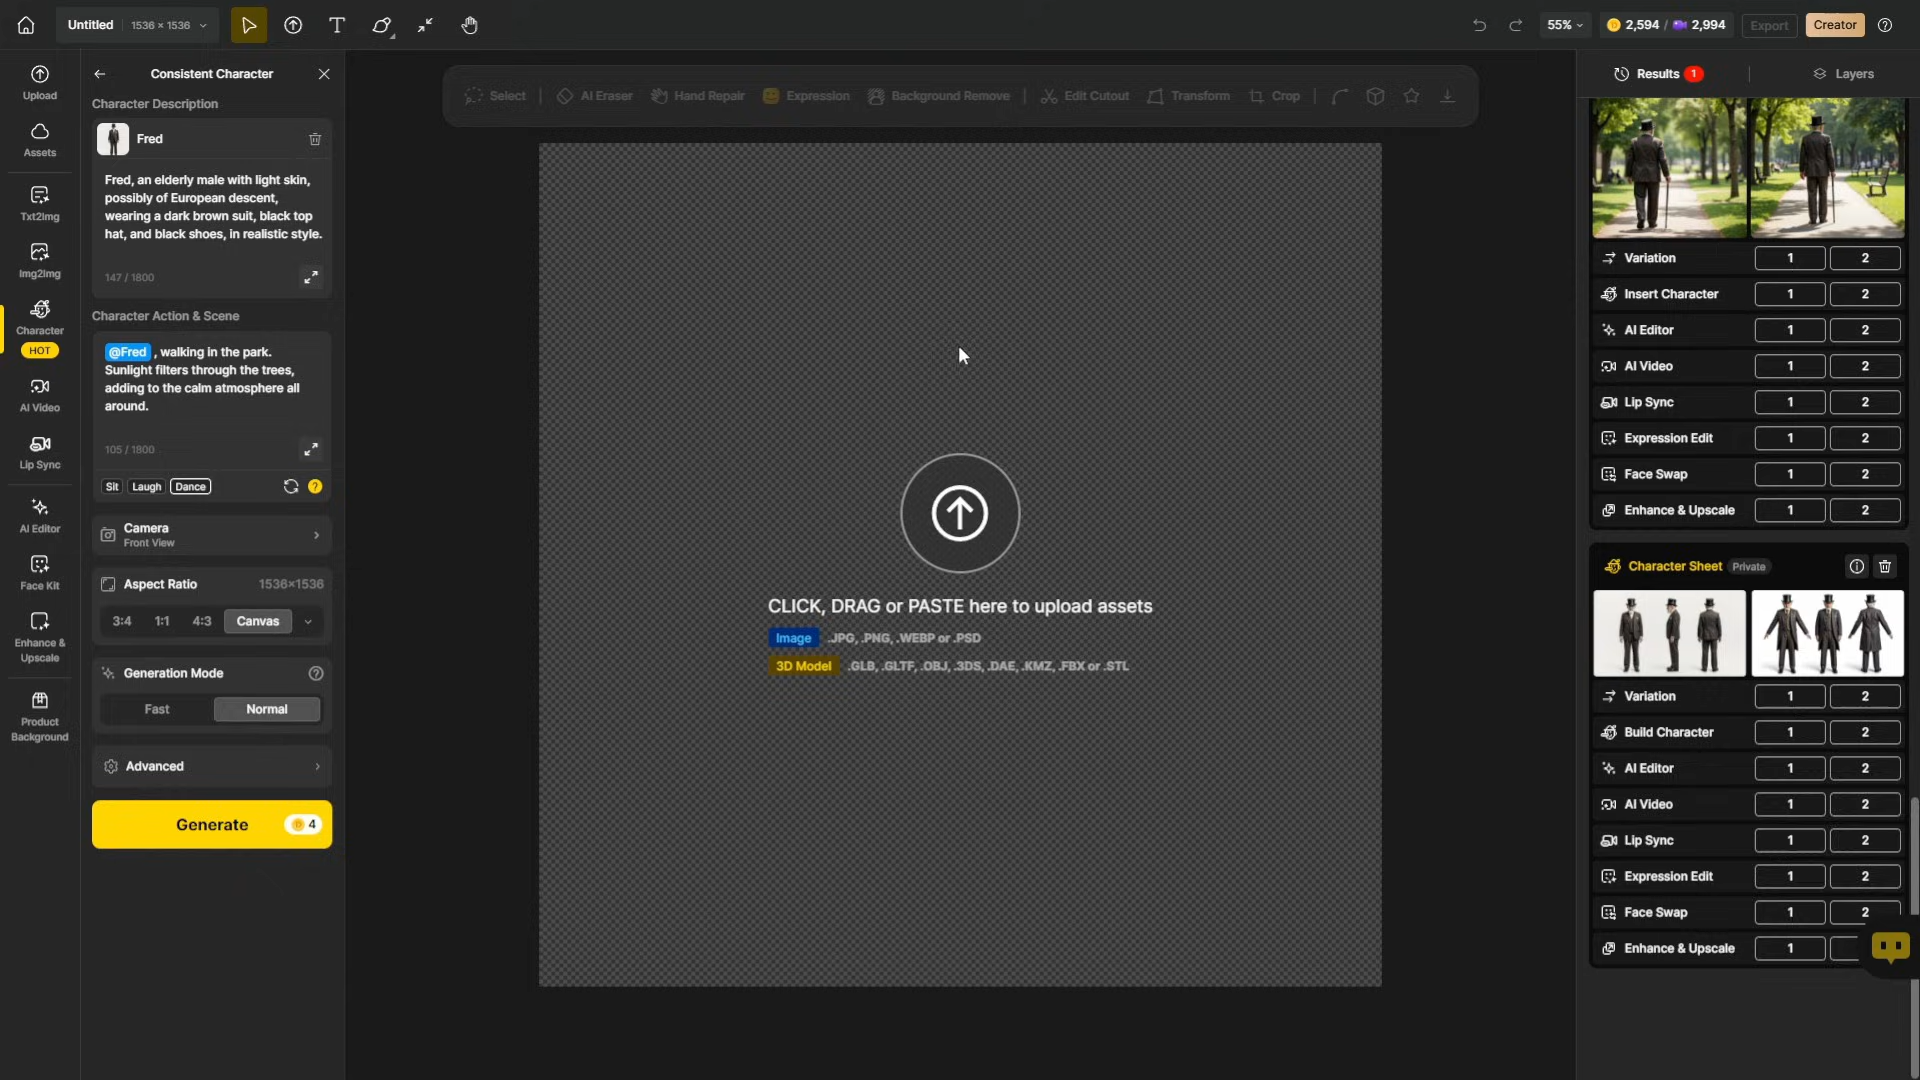 Untitled 1536 × 1536
55%
2,594 / 2,994
Export
Creator
Upload
Assets
Txt2Img
Img2Img
Character
HOT
AI Video
Lip Sync
AI Editor
Face Kit
Enhance &
Upscale
Product
Background
Consistent Character
Character Description
Fred
Fred, an elderly male with light skin,
possibly of European descent,
wearing a dark brown suit, black top
hat, and black shoes, in realistic style.
147 / 1800
Character Action & Scene
@Fred , walking in the park.
Sunlight filters through the trees,
adding to the calm atmosphere all
around.
105 / 1800
Sit Laugh Dance ?
Camera
Front View
Aspect Ratio 1536×1536
3:4 1:1 4:3 Canvas
Generation Mode
Fast Normal
Advanced
Generate 4
Select AI Eraser Hand Repair Expression Background Remove Edit Cutout Transform Crop
CLICK, DRAG or PASTE here to upload assets
Image .JPG, .PNG, .WEBP or .PSD
3D Model .GLB, .GLTF, .OBJ, .3DS, .DAE, .KMZ, .FBX or .STL
Results 1 Layers
Variation 1 2
Insert Character 1 2
AI Editor 1 2
AI Video 1 2
Lip Sync 1 2
Expression Edit 1 2
Face Swap 1 2
Enhance & Upscale 1 2
Character Sheet Private
Variation 1 2
Build Character 1 2
AI Editor 1 2
AI Video 1 2
Lip Sync 1 2
Expression Edit 1 2
Face Swap 1 2
Enhance & Upscale 1